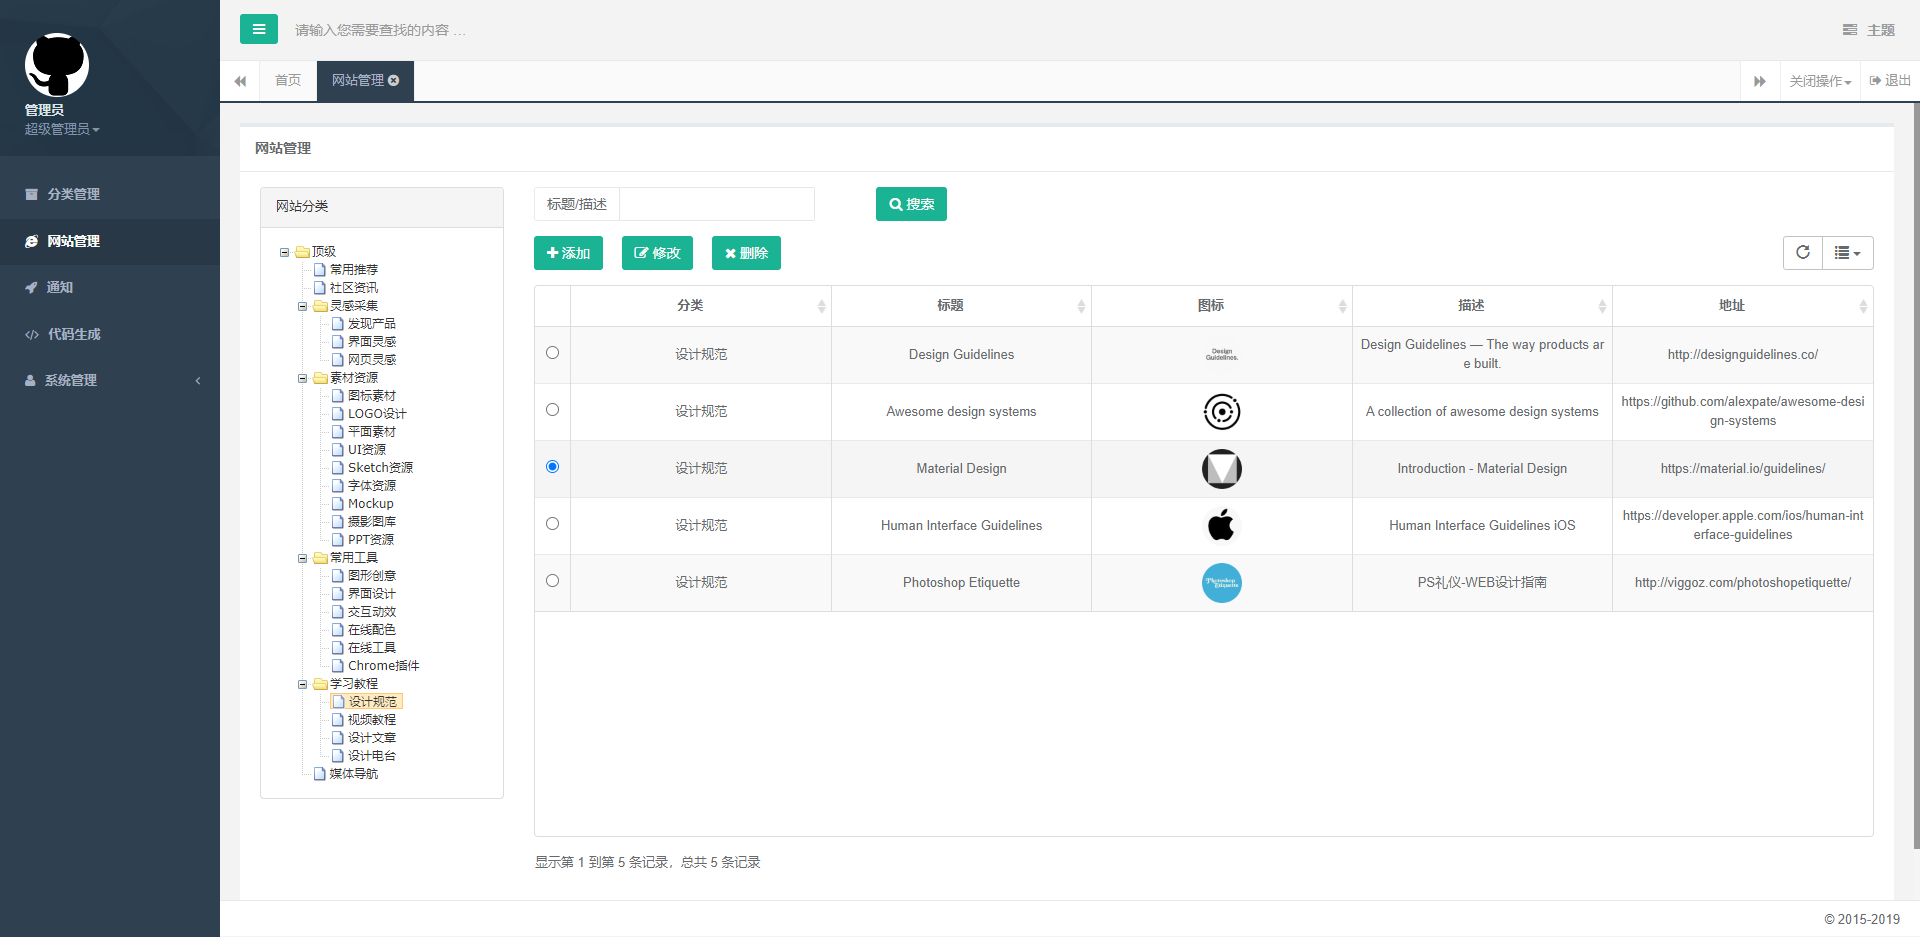 请输入您需要查找的内容 …
主题
首页
网站管理
关闭操作
退出
管理员
超级管理员
分类管理
网站管理
通知
代码生成
系统管理
网站管理
网站分类
顶级
常用推荐
社区资讯
灵感采集
发现产品
界面灵感
网页灵感
素材资源
图标素材
LOGO设计
平面素材
UI资源
Sketch资源
字体资源
Mockup
摄影图库
PPT资源
常用工具
图形创意
界面设计
交互动效
在线配色
在线工具
Chrome插件
学习教程
设计规范
视频教程
设计文章
设计电台
媒体导航
标题/描述
搜索
添加
修改
删除
分类 标题 图标 描述 地址
设计规范
Design Guidelines
Design
Guidelines.
Design Guidelines — The way products ar
e built.
http://designguidelines.co/
设计规范
Awesome design systems
A collection of awesome design systems
https://github.com/alexpate/awesome-desi
gn-systems
设计规范
Material Design
Introduction - Material Design
https://material.io/guidelines/
设计规范
Human Interface Guidelines
Human Interface Guidelines iOS
https://developer.apple.com/ios/human-int
erface-guidelines
设计规范
Photoshop Etiquette
Photoshop
Etiquette
PS礼仪-WEB设计指南
http://viggoz.com/photoshopetiquette/
显示第 1 到第 5 条记录，总共 5 条记录
© 2015-2019